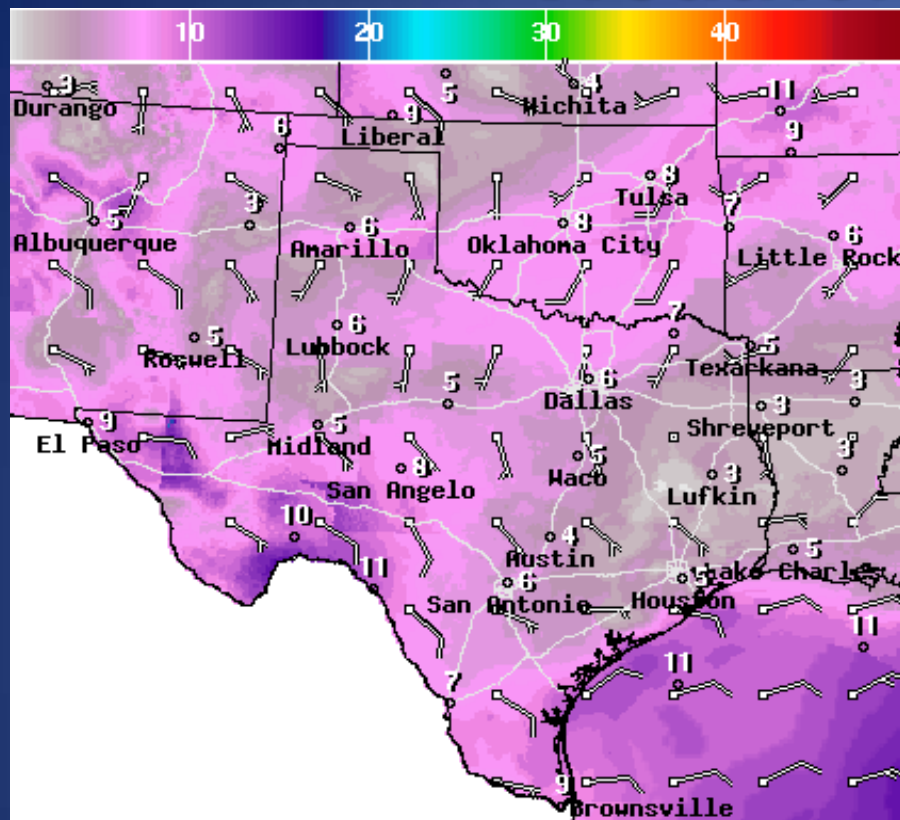 10 20 30 40
3
Durango
5
4
Wichita
9
Liberal
11
6
9
8
Tulsa
5
3
6
8
7
6
Albuquerque
Amarillo
Oklahoma City
Little Rock
5
Roswell
6
Lubbock
7
5
Texarkana
5
6
Dallas
3
3
9
El Paso
5
Midland
Shreveport
8
San Angelo
5
Waco
3
Lufkin
3
10
4
Austin
5
Lake Charles
11
6
San Antonio
5
Houston
11
11
7
9
Brownsville